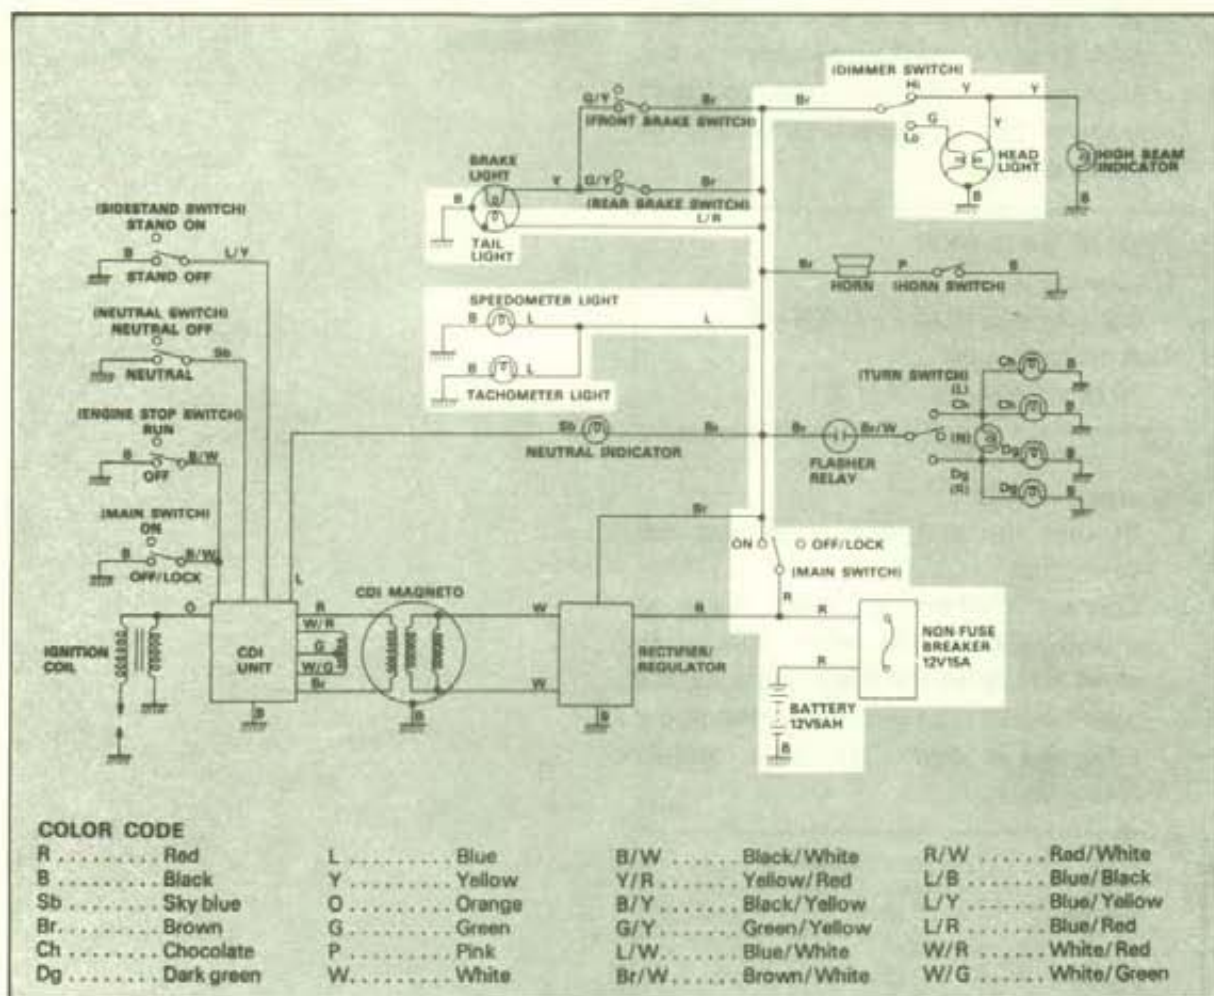 (DIMMER SWITCH)
Hi
Y
Y
G/Y
Br
Br
(FRONT BRAKE SWITCH)
G
Y
Lo
HEAD
LIGHT
HIGH BEAM
INDICATOR
BRAKE
LIGHT
Y
G/Y
Br
B
B
B
(REAR BRAKE SWITCH)
L/R
TAIL
LIGHT
(SIDESTAND SWITCH)
STAND ON
B
L/Y
STAND OFF
Br
P
B
HORN
(HORN SWITCH)
SPEEDOMETER LIGHT
B
L
L
B
L
TACHOMETER LIGHT
(NEUTRAL SWITCH)
NEUTRAL OFF
Sb
NEUTRAL
(TURN SWITCH)
(L)
Ch
B
Ch
B
(N)
Dg
B
Dg
(R)
Dg
B
(ENGINE STOP SWITCH)
RUN
B
B/W
OFF
Sb
Br
NEUTRAL INDICATOR
Br
Br/W
FLASHER
RELAY
(MAIN SWITCH)
ON
B
B/W
OFF/LOCK
Br
ON
OFF/LOCK
(MAIN SWITCH)
R
L
CDI MAGNETO
O
R
W/R
G
W/G
Br
W
W
R
R
IGNITION
COIL
CDI
UNIT
RECTIFIER/
REGULATOR
NON-FUSE
BREAKER
12V15A
R
BATTERY
12V5AH
B
B
B
B
COLOR CODE
R ......... Red
B ......... Black
Sb ........ Sky blue
Br. ........ Brown
Ch ........ Chocolate
Dg ........ Dark green
L ......... Blue
Y ......... Yellow
O ......... Orange
G ......... Green
P ......... Pink
W ......... White
B/W ...... Black/White
Y/R ....... Yellow/Red
B/Y ....... Black/Yellow
G/Y ....... Green/Yellow
L/W. ...... Blue/White
Br/W ...... Brown/White
R/W ...... Red/White
L/B ....... Blue/Black
L/Y ....... Blue/Yellow
L/R ....... Blue/Red
W/R ...... White/Red
W/G ...... White/Green